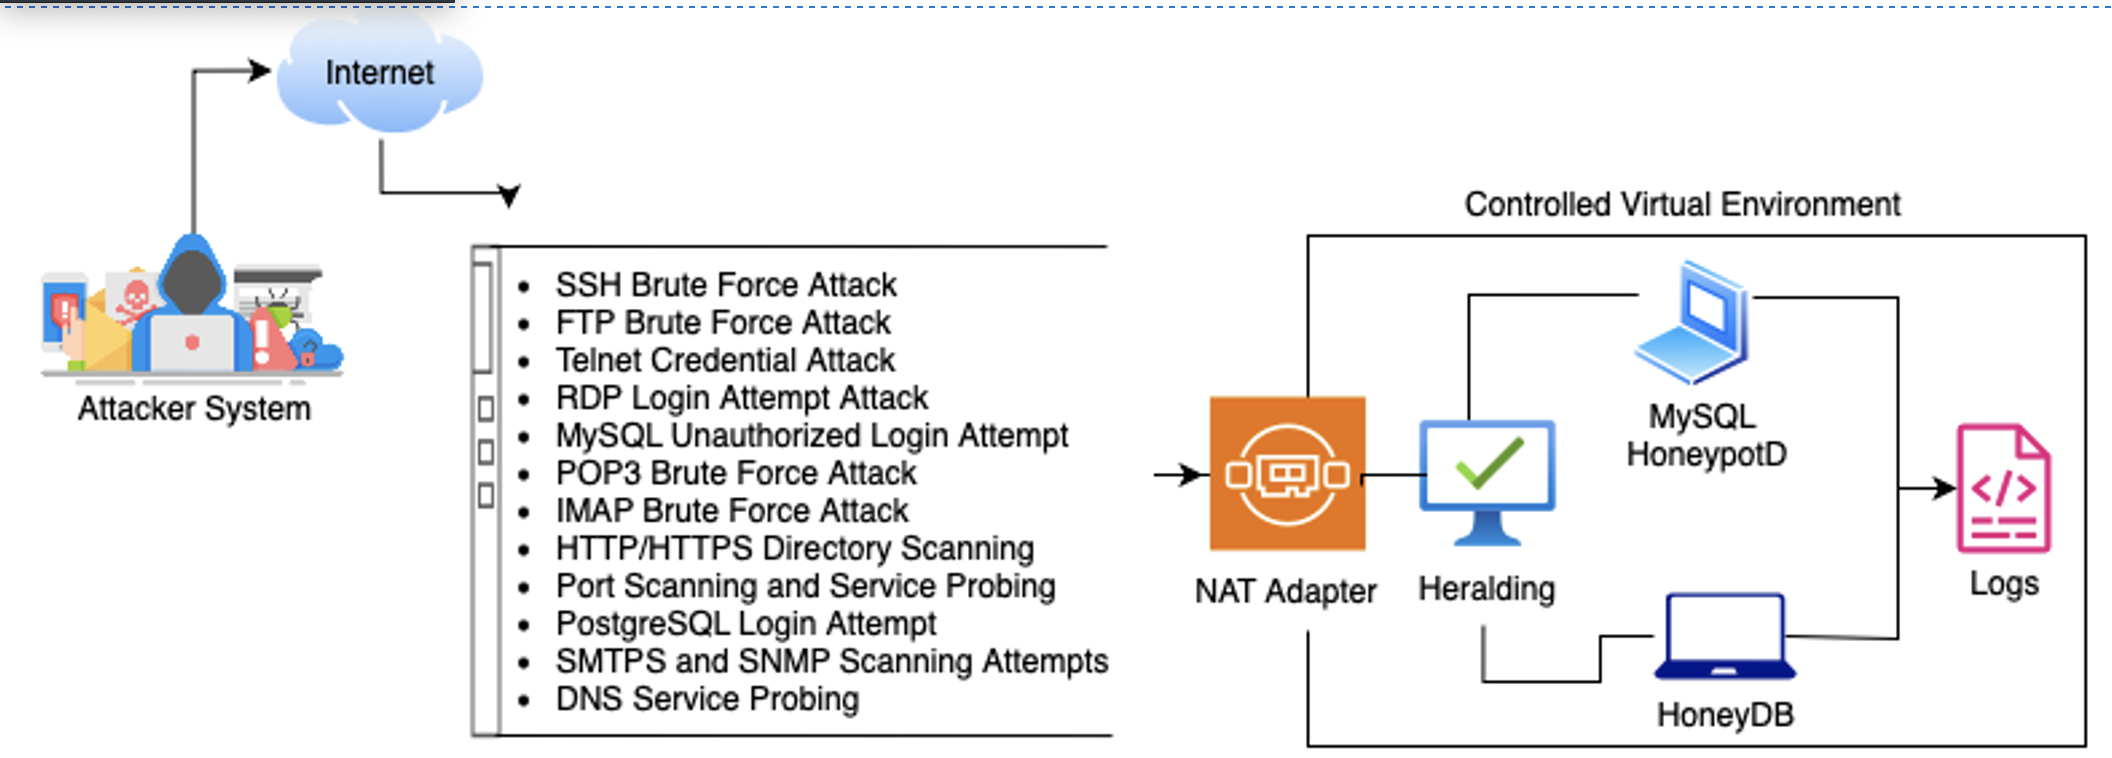 Internet
Attacker System
• SSH Brute Force Attack
• FTP Brute Force Attack
• Telnet Credential Attack
• RDP Login Attempt Attack
• MySQL Unauthorized Login Attempt
• POP3 Brute Force Attack
• IMAP Brute Force Attack
• HTTP/HTTPS Directory Scanning
• Port Scanning and Service Probing
• PostgreSQL Login Attempt
• SMTPS and SNMP Scanning Attempts
• DNS Service Probing
Controlled Virtual Environment
NAT Adapter
Heralding
MySQL
HoneypotD
HoneyDB
</>
Logs